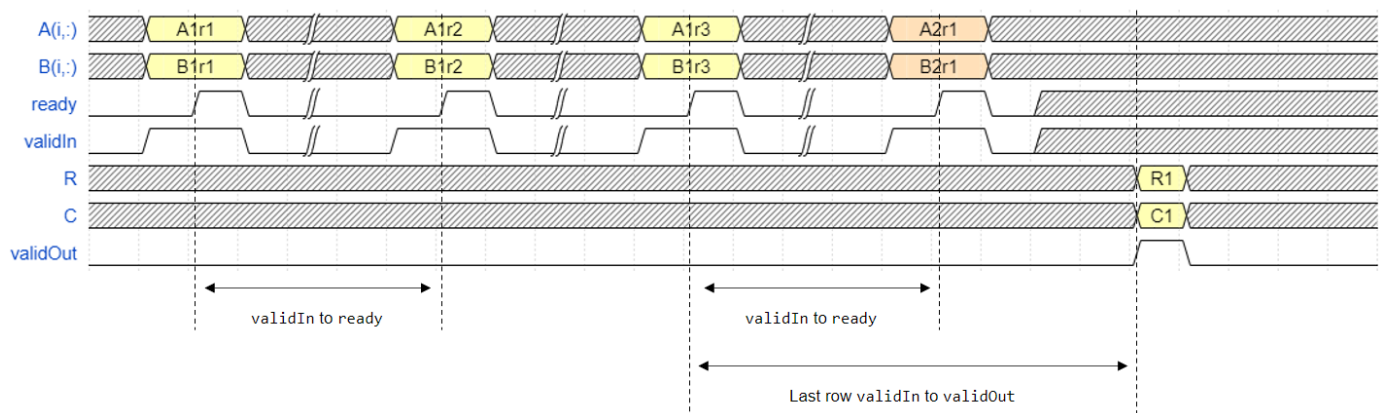 A(i,:) A1r1 A1r2 A1r3 A2r1
B(i,:) B1r1 B1r2 B1r3 B2r1
ready
validIn
R R1
C C1
validOut
validIn to ready validIn to ready
Last row validIn to validOut